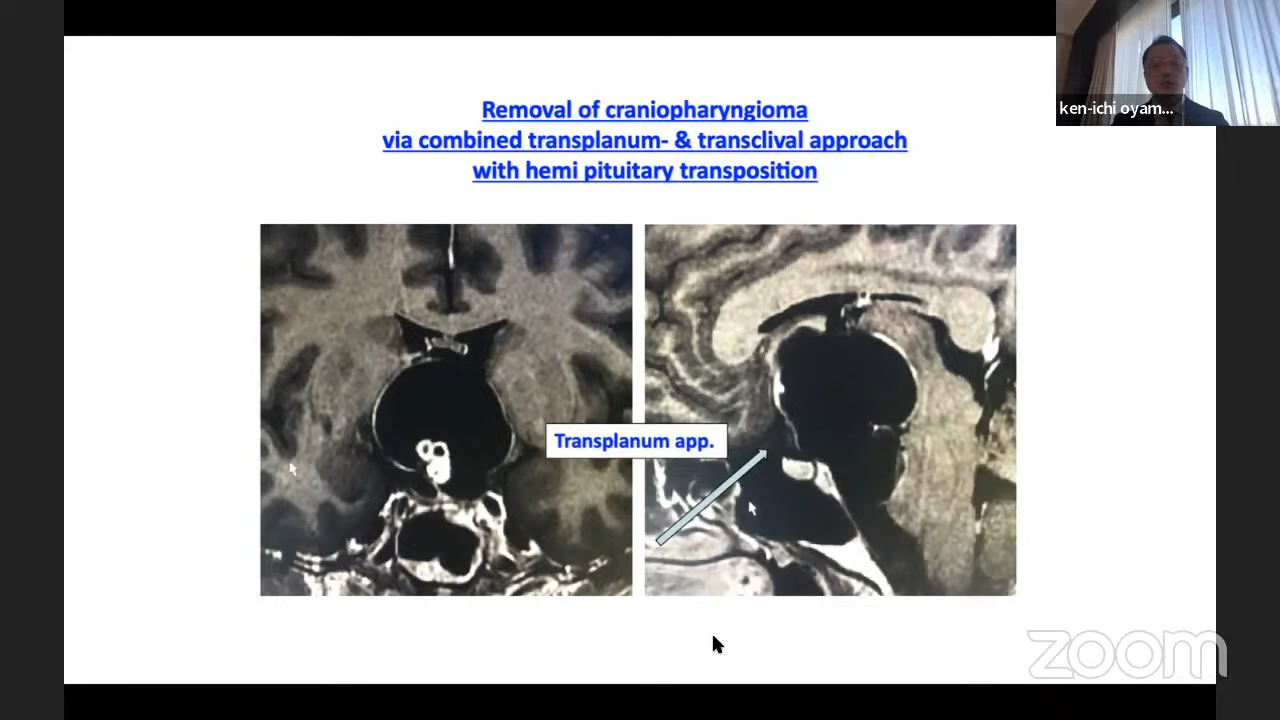 Removal of craniopharyngioma
via combined transplanum- & transclival approach
with hemi pituitary transposition
Transplanum app.
ken-ichi oyam...
zoom